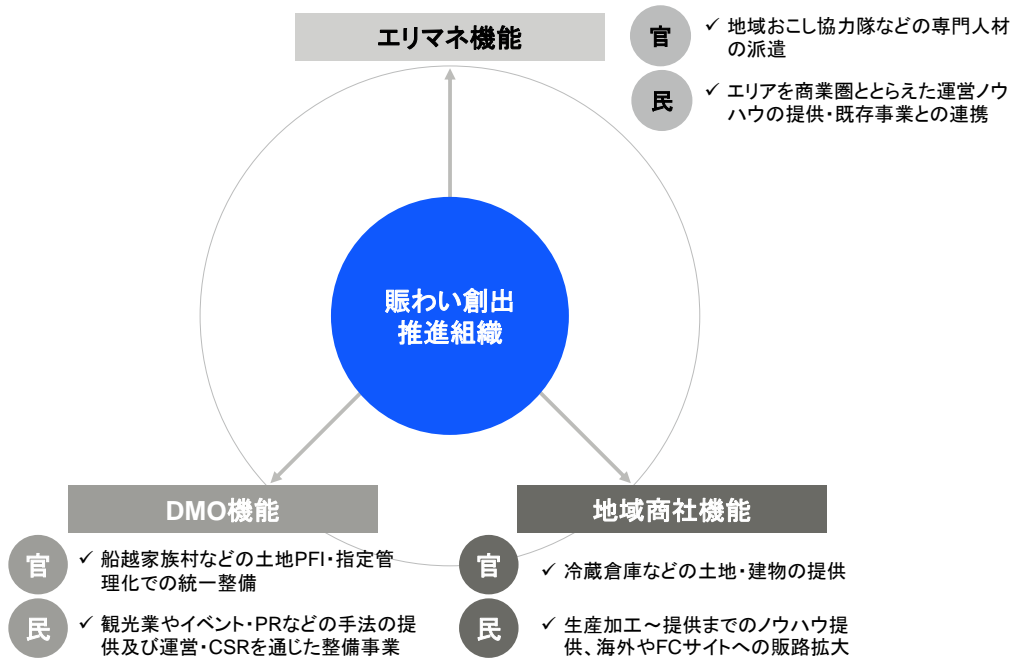 エリマネ機能
官
✓ 地域おこし協力隊などの専門人材
の派遣
民
✓ エリアを商業圏ととらえた運営ノウ
ハウの提供・既存事業との連携
賑わい創出
推進組織
DMO機能
官
✓ 船越家族村などの土地PFI・指定管
理化での統一整備
民
✓ 観光業やイベント・PRなどの手法の提
供及び運営・CSRを通じた整備事業
地域商社機能
官
✓ 冷蔵倉庫などの土地・建物の提供
民
✓ 生産加工～提供までのノウハウ提
供、海外やFCサイトへの販路拡大